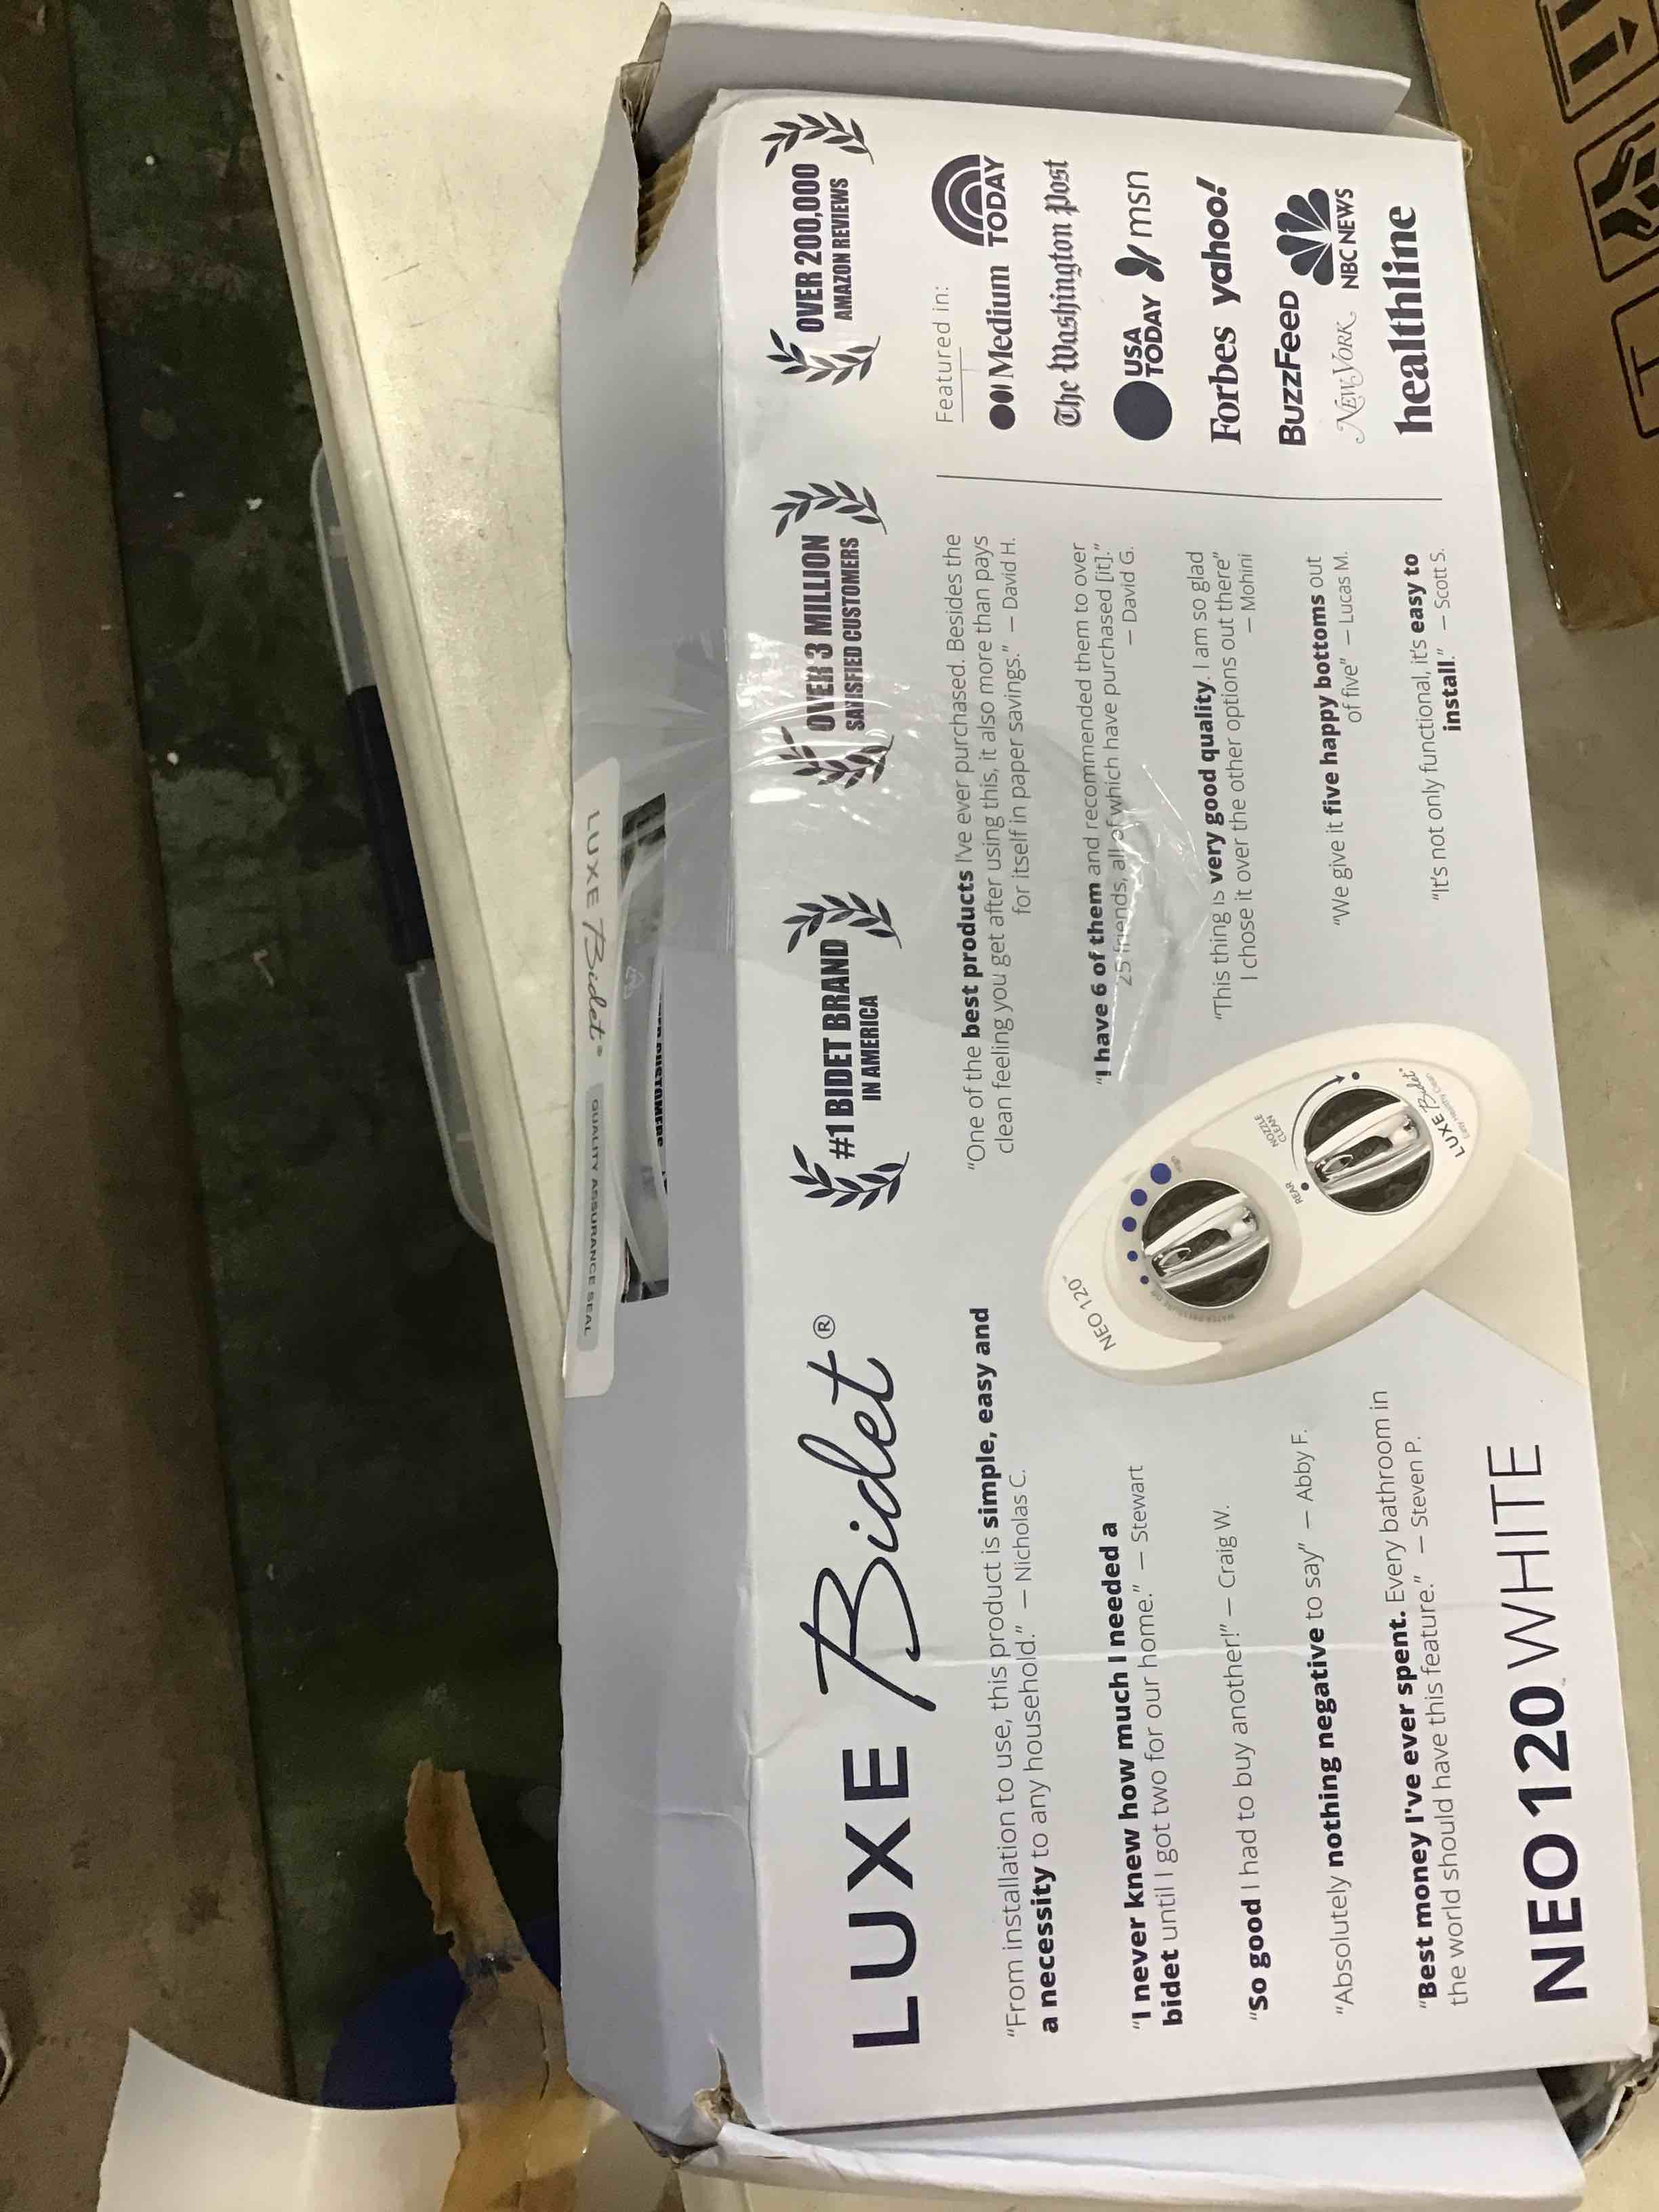 LUXE Bidet®
QUALITY ASSURANCE SEAL
LUXE Bidet®
#1 BIDET BRAND
IN AMERICA
OVER 3 MILLION
SATISFIED CUSTOMERS
OVER 200,000
AMAZON REVIEWS
"From installation to use, this product is simple, easy and
a necessity to any household." — Nicholas C.
"I never knew how much I needed a
bidet until I got two for our home." — Stewart
"So good I had to buy another!" — Craig W.
"Absolutely nothing negative to say" — Abby F.
"Best money I've ever spent. Every bathroom in
the world should have this feature." — Steven P.
NEO 120™ WHITE
"One of the best products I've ever purchased. Besides the
clean feeling you get after using this, it also more than pays
for itself in paper savings." — David H.
"I have 6 of them and recommended them to over
25 friends, all of which have purchased [it]."
— David G.
"This thing is very good quality. I am so glad
I chose it over the other options out there"
— Mohini
"We give it five happy bottoms out
of five" — Lucas M.
"It's not only functional, it's easy to
install." — Scott S.
NEO 120™
High
REAR
NOZZLE
CLEAN
LUXE Bidet®
Featured in:
Medium TODAY
The Washington Post
USA
TODAY msn
Forbes yahoo!
BuzzFeed
NEW YORK NBC NEWS
healthline